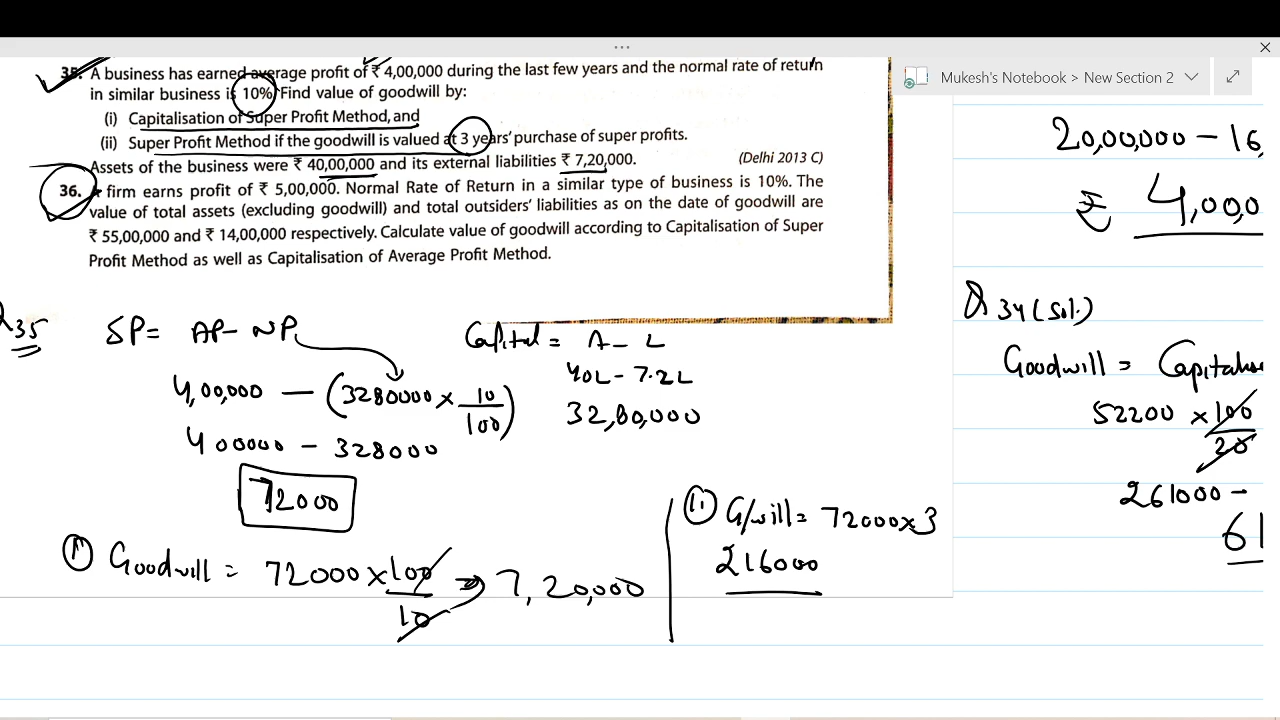 35. A business has earned average profit of ₹ 4,00,000 during the last few years and the normal rate of return
in similar business is 10%. Find value of goodwill by:
(i) Capitalisation of Super Profit Method, and
(ii) Super Profit Method if the goodwill is valued at 3 years' purchase of super profits.
Assets of the business were ₹ 40,00,000 and its external liabilities ₹ 7,20,000. (Delhi 2013 C)
36. firm earns profit of ₹ 5,00,000. Normal Rate of Return in a similar type of business is 10%. The
value of total assets (excluding goodwill) and total outsiders' liabilities as on the date of goodwill are
₹ 55,00,000 and ₹ 14,00,000 respectively. Calculate value of goodwill according to Capitalisation of Super
Profit Method as well as Capitalisation of Average Profit Method.
35
SP = AP - NP
4,00,000 — (3280000 × 10/100)
400000 - 328000
72000
Capital = A - L
40L - 7.2L
32,80,000
(i) Goodwill = 72000 × 100/10 ⇒ 7,20,000
(ii) G/will = 72000×3
216000
Mukesh's Notebook > New Section 2
20,00,000 - 16,
₹ 4,00,0
Q 34 (Sol.)
Goodwill = Capitalise
52200 × 100/20
261000 -
61